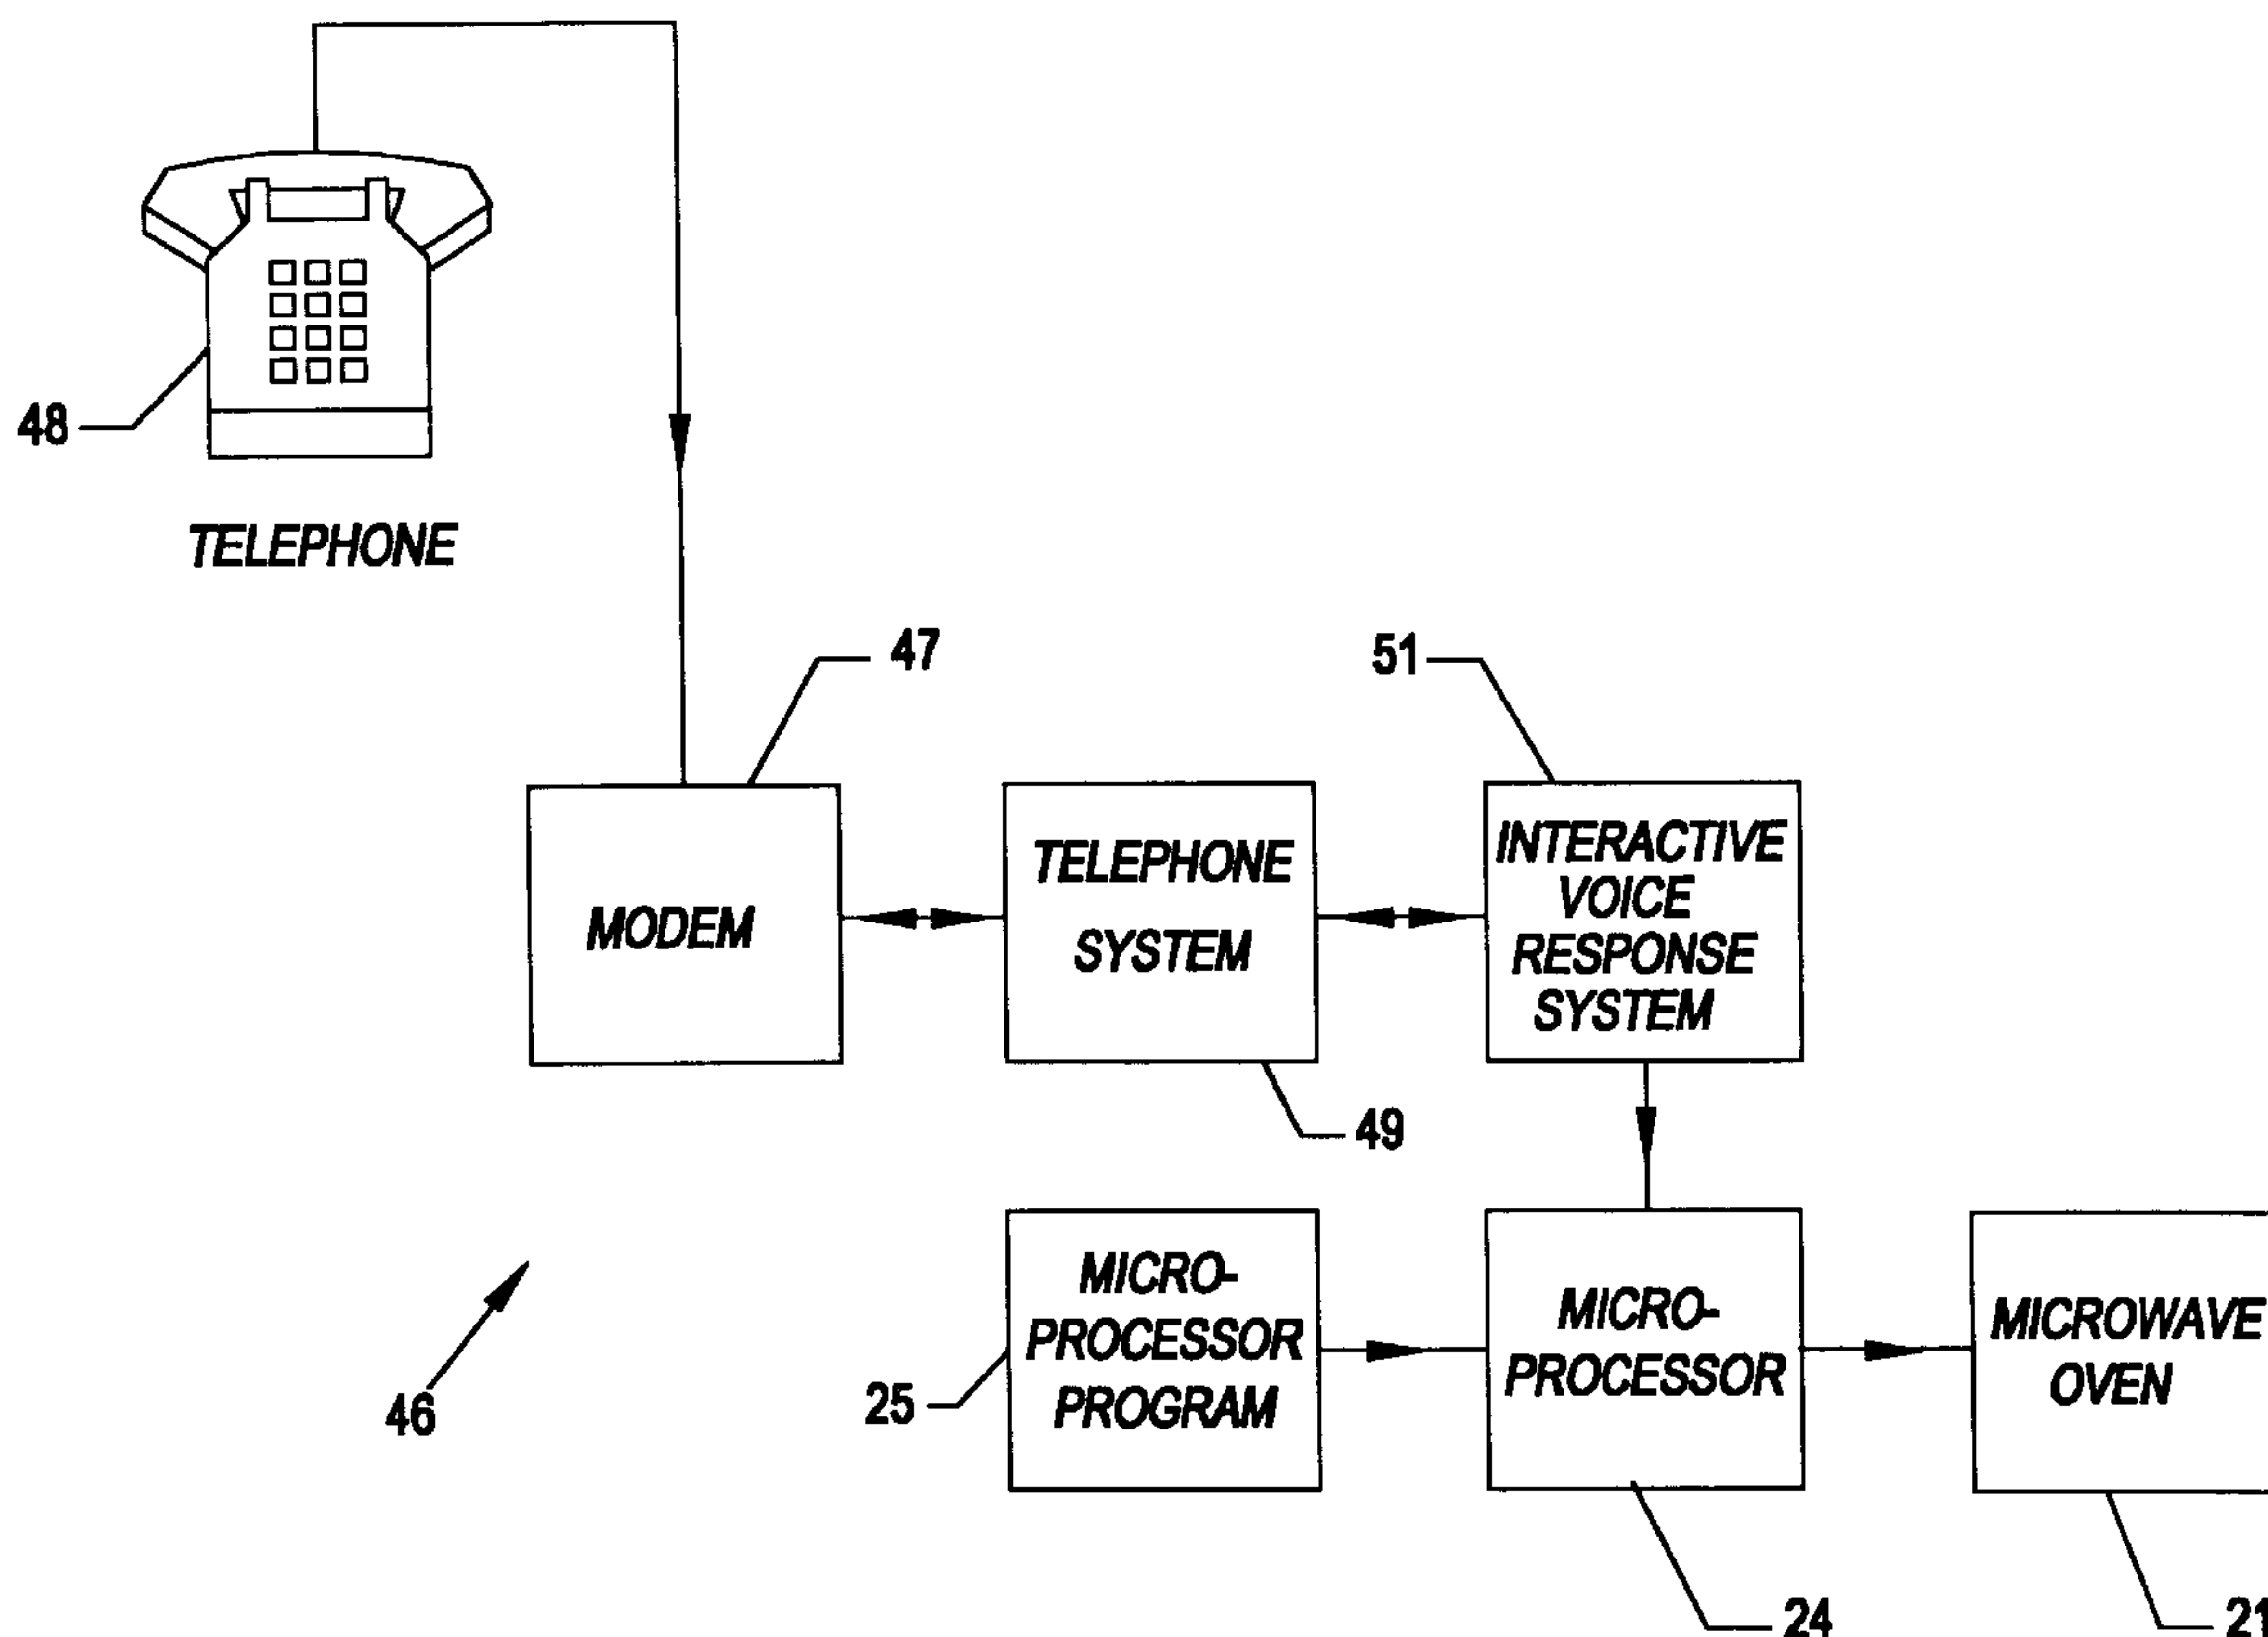 48
TELEPHONE
47
51
MODEM
TELEPHONE
SYSTEM
INTERACTIVE
VOICE
RESPONSE
SYSTEM
49
46
25
MICRO-
PROCESSOR
PROGRAM
MICRO-
PROCESSOR
MICROWAVE
OVEN
24
21